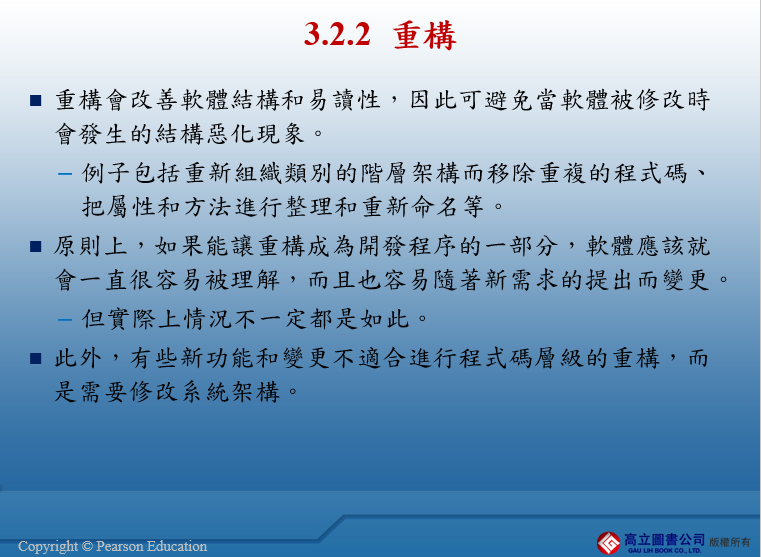 3.2.2 重構
■ 重構會改善軟體結構和易讀性，因此可避免當軟體被修改時
會發生的結構惡化現象。
– 例子包括重新組織類別的階層架構而移除重複的程式碼、
把屬性和方法進行整理和重新命名等。
■ 原則上，如果能讓重構成為開發程序的一部分，軟體應該就
會一直很容易被理解，而且也容易隨著新需求的提出而變更。
– 但實際上情況不一定都是如此。
■ 此外，有些新功能和變更不適合進行程式碼層級的重構，而
是需要修改系統架構。
Copyright © Pearson Education
高立圖書公司 版權所有
GAU LIH BOOK CO., LTD.